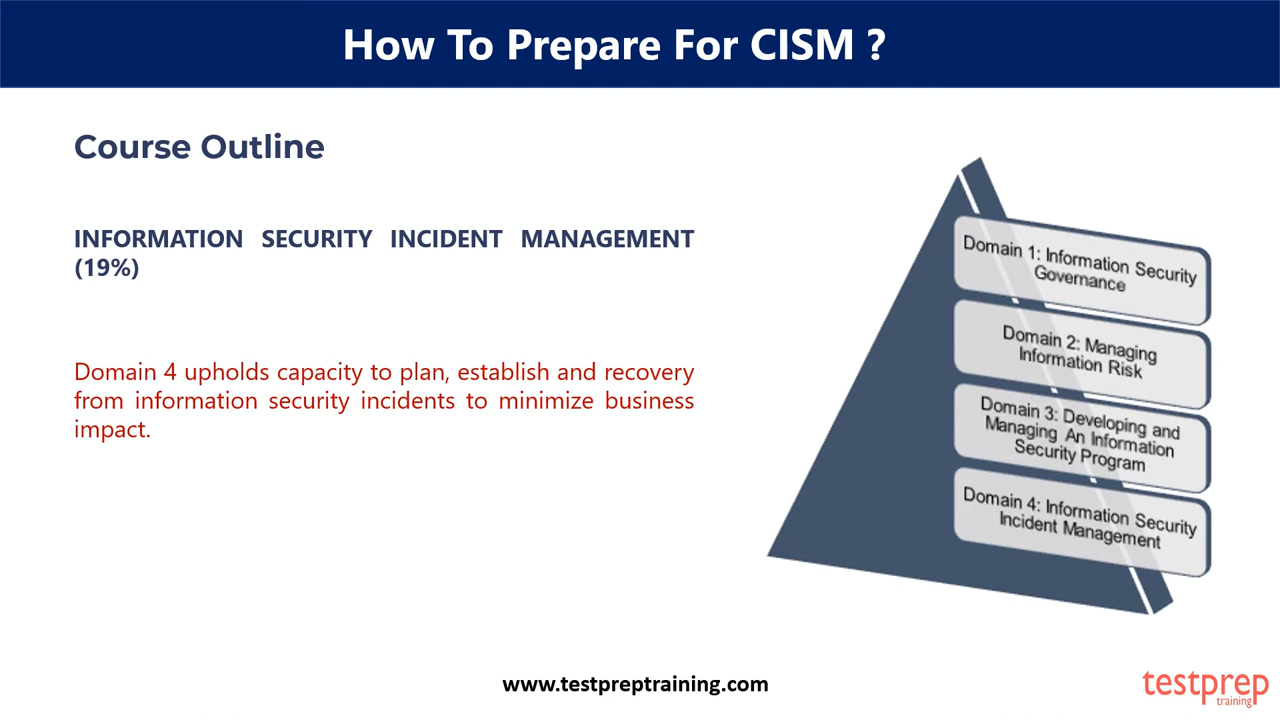 How To Prepare For CISM ?
Course Outline
INFORMATION SECURITY INCIDENT MANAGEMENT
(19%)
Domain 4 upholds capacity to plan, establish and recovery
from information security incidents to minimize business
impact.
Domain 1: Information Security
Governance
Domain 2: Managing
Information Risk
Domain 3: Developing and
Managing An Information
Security Program
Domain 4: Information Security
Incident Management
www.testpreptraining.com
testprep
training